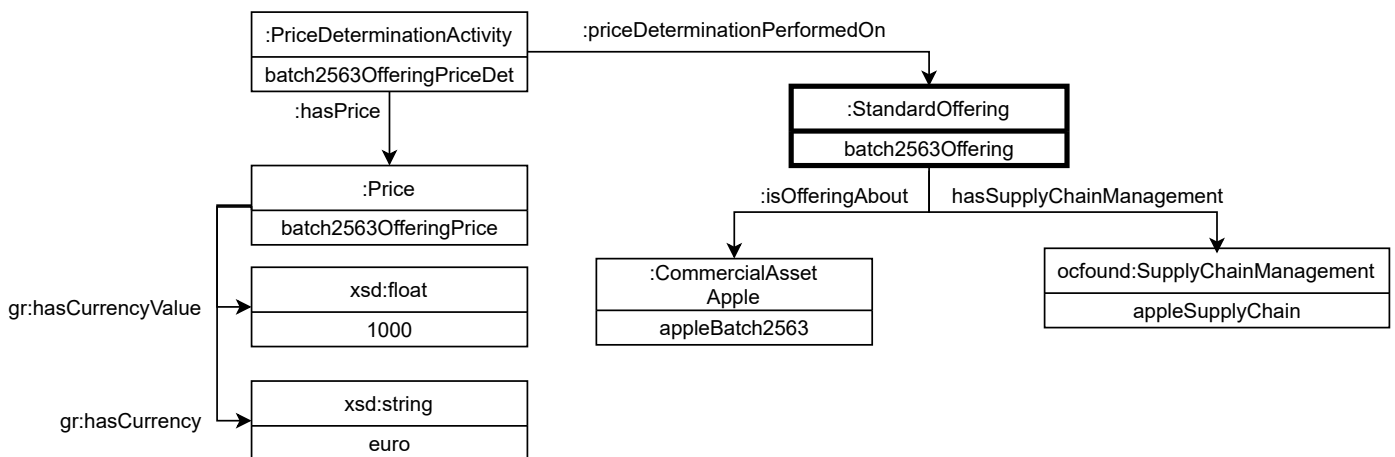 :PriceDeterminationActivity
batch2563OfferingPriceDet
:priceDeterminationPerformedOn
:hasPrice
:StandardOffering
batch2563Offering
:Price
batch2563OfferingPrice
:isOfferingAbout
hasSupplyChainManagement
:CommercialAsset
Apple
appleBatch2563
ocfound:SupplyChainManagement
appleSupplyChain
gr:hasCurrencyValue
xsd:float
1000
gr:hasCurrency
xsd:string
euro